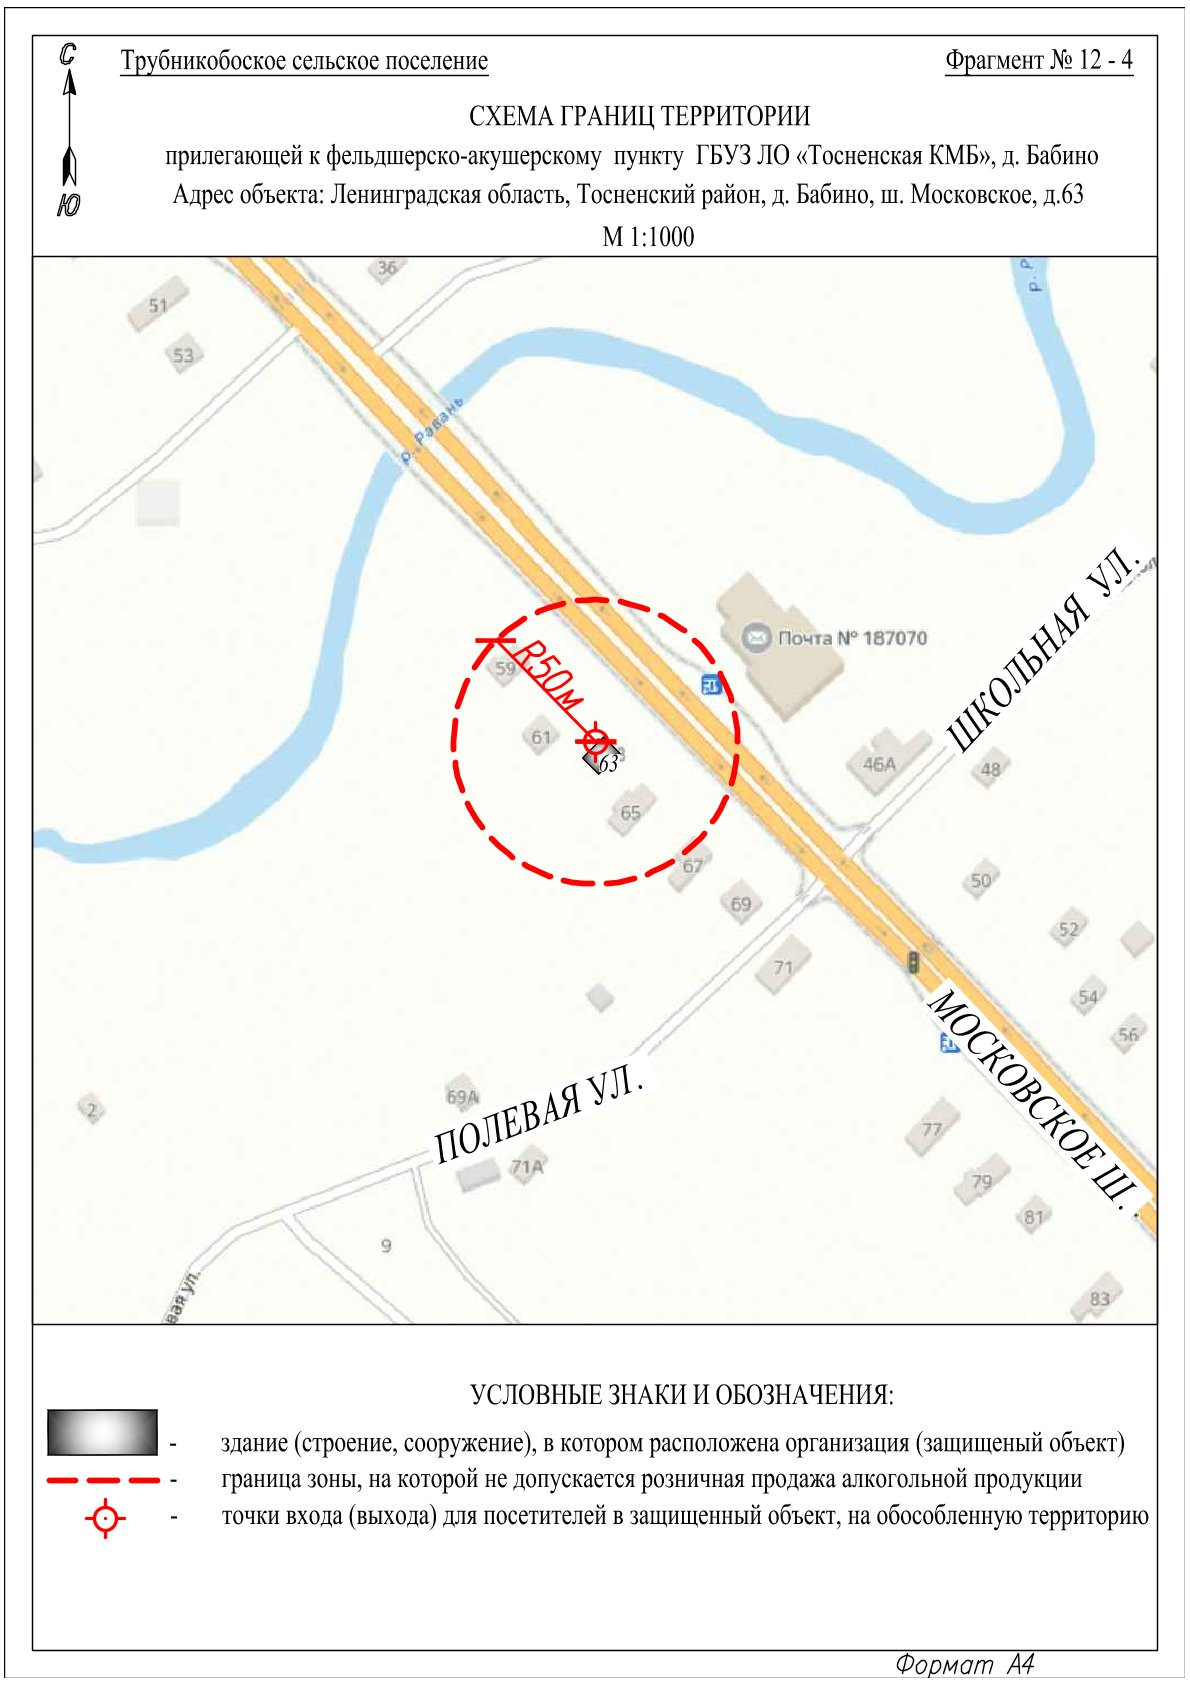 С
Ю
Трубникобоское сельское поселение
Фрагмент № 12 - 4
СХЕМА ГРАНИЦ ТЕРРИТОРИИ
прилегающей к фельдшерско-акушерскому пункту ГБУЗ ЛО «Тосненская КМБ», д. Бабино
Адрес объекта: Ленинградская область, Тосненский район, д. Бабино, ш. Московское, д.63
М 1:1000
36
51
53
р. Р
р. Равань
ШКОЛЬНАЯ УЛ.
Почта № 187070
59
R50м
61
63
65
46А
48
67
69
50
52
71
54
56
МОСКОВСКОЕ Ш.
ПОЛЕВАЯ УЛ.
69А
2
71А
77
79
81
9
вая ул.
83
УСЛОВНЫЕ ЗНАКИ И ОБОЗНАЧЕНИЯ:
- здание (строение, сооружение), в котором расположена организация (защищеный объект)
- граница зоны, на которой не допускается розничная продажа алкогольной продукции
- точки входа (выхода) для посетителей в защищенный объект, на обособленную территорию
Формат А4